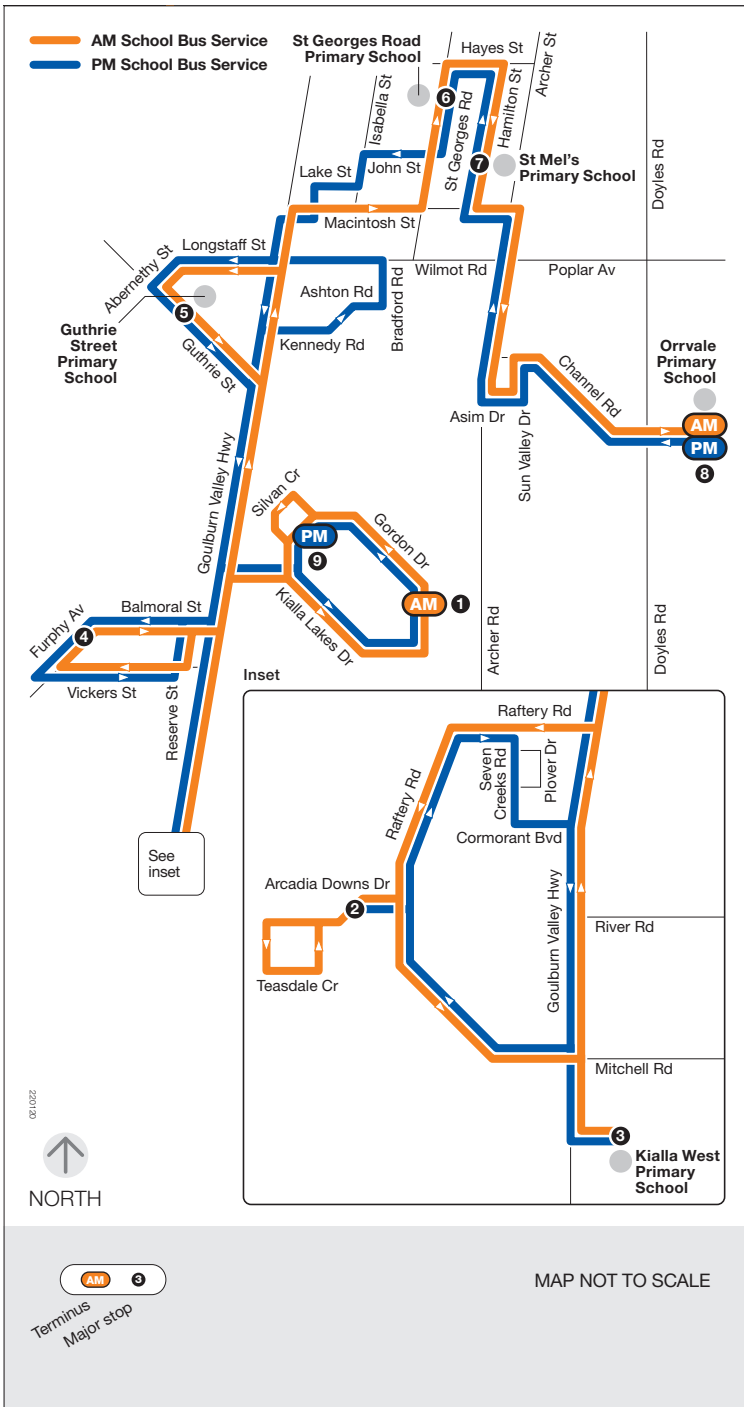 AM School Bus Service
PM School Bus Service
St Georges Road
Primary School
Hayes St
Archer St
Isabella St
6
St Georges Rd
Hamilton St
7
St Mel's
Primary School
Doyles Rd
John St
Lake St
Macintosh St
Longstaff St
Abernethy St
Wilmot Rd
Poplar Av
Ashton Rd
Bradford Rd
Kennedy Rd
5
Guthrie
Street
Primary
School
Guthrie St
Orrvale
Primary
School
Channel Rd
AM
PM
8
Asim Dr
Sun Valley Dr
Goulburn Valley Hwy
Silvan Cr
PM
9
Gordon Dr
AM
1
Kialla Lakes Dr
Balmoral St
Furphy Av
4
Vickers St
Reserve St
Archer Rd
Doyles Rd
See
inset
Inset
Raftery Rd
Seven
Creeks Rd
Plover Dr
Raftery Rd
Cormorant Bvd
Arcadia Downs Dr
2
Teasdale Cr
Goulburn Valley Hwy
River Rd
Mitchell Rd
3
Kialla West
Primary
School
220120
NORTH
AM
3
Terminus
Major stop
MAP NOT TO SCALE